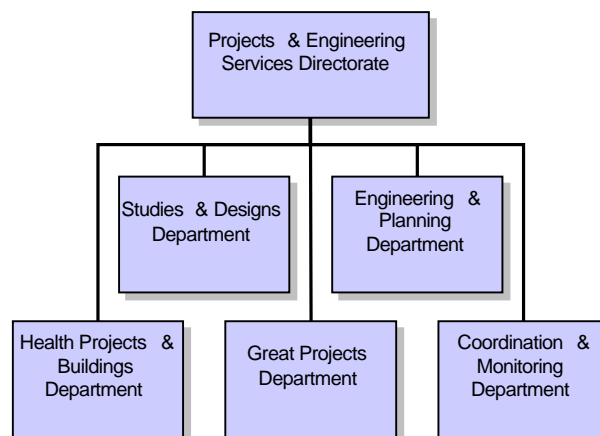 Projects & Engineering
Services Directorate
Studies & Designs
Department
Engineering &
Planning
Department
Health Projects &
Buildings
Department
Great Projects
Department
Coordination &
Monitoring
Department